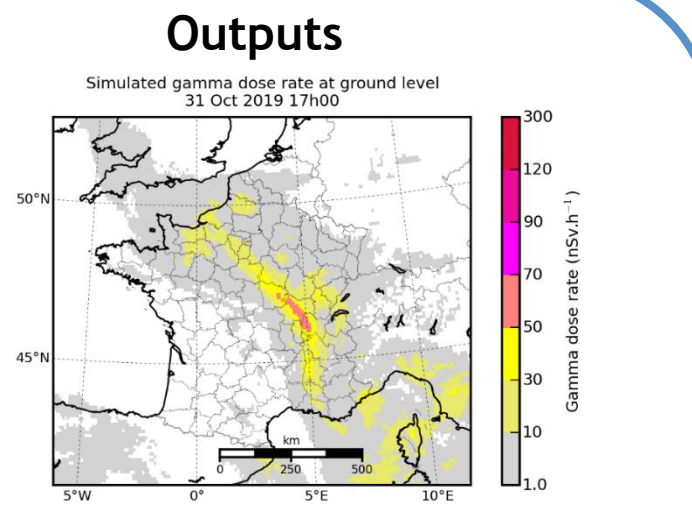 Outputs
Simulated gamma dose rate at ground level
31 Oct 2019 17h00
50°N
45°N
5°W
0°
5°E
10°E
km
0
250
500
300
120
90
70
50
30
10
1.0
Gamma dose rate (nSv.h⁻¹)